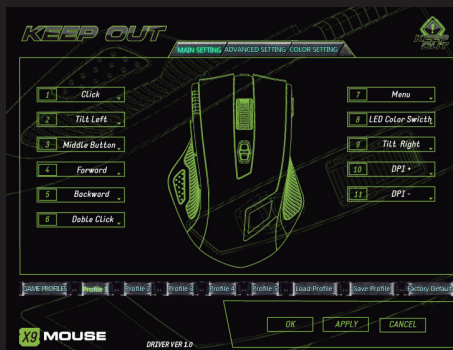 KEEP OUT
MAIN SETTING ADVANCED SETTING COLOR SETTING
KEEP OUT
1 Click
2 Tilt Left
3 Middle Button
4 Forward
5 Backward
6 Doble Click
7 Menu
8 LED Color Swicth
9 Tilt Right
10 DPI +
11 DPI -
GAME PROFILES Profile 1 Profile 2 Profile 3 Profile 4 Profile 5 Load Profile Save Profile Factory Default
OK APPLY CANCEL
X9 MOUSE
DRIVER VER 1.0